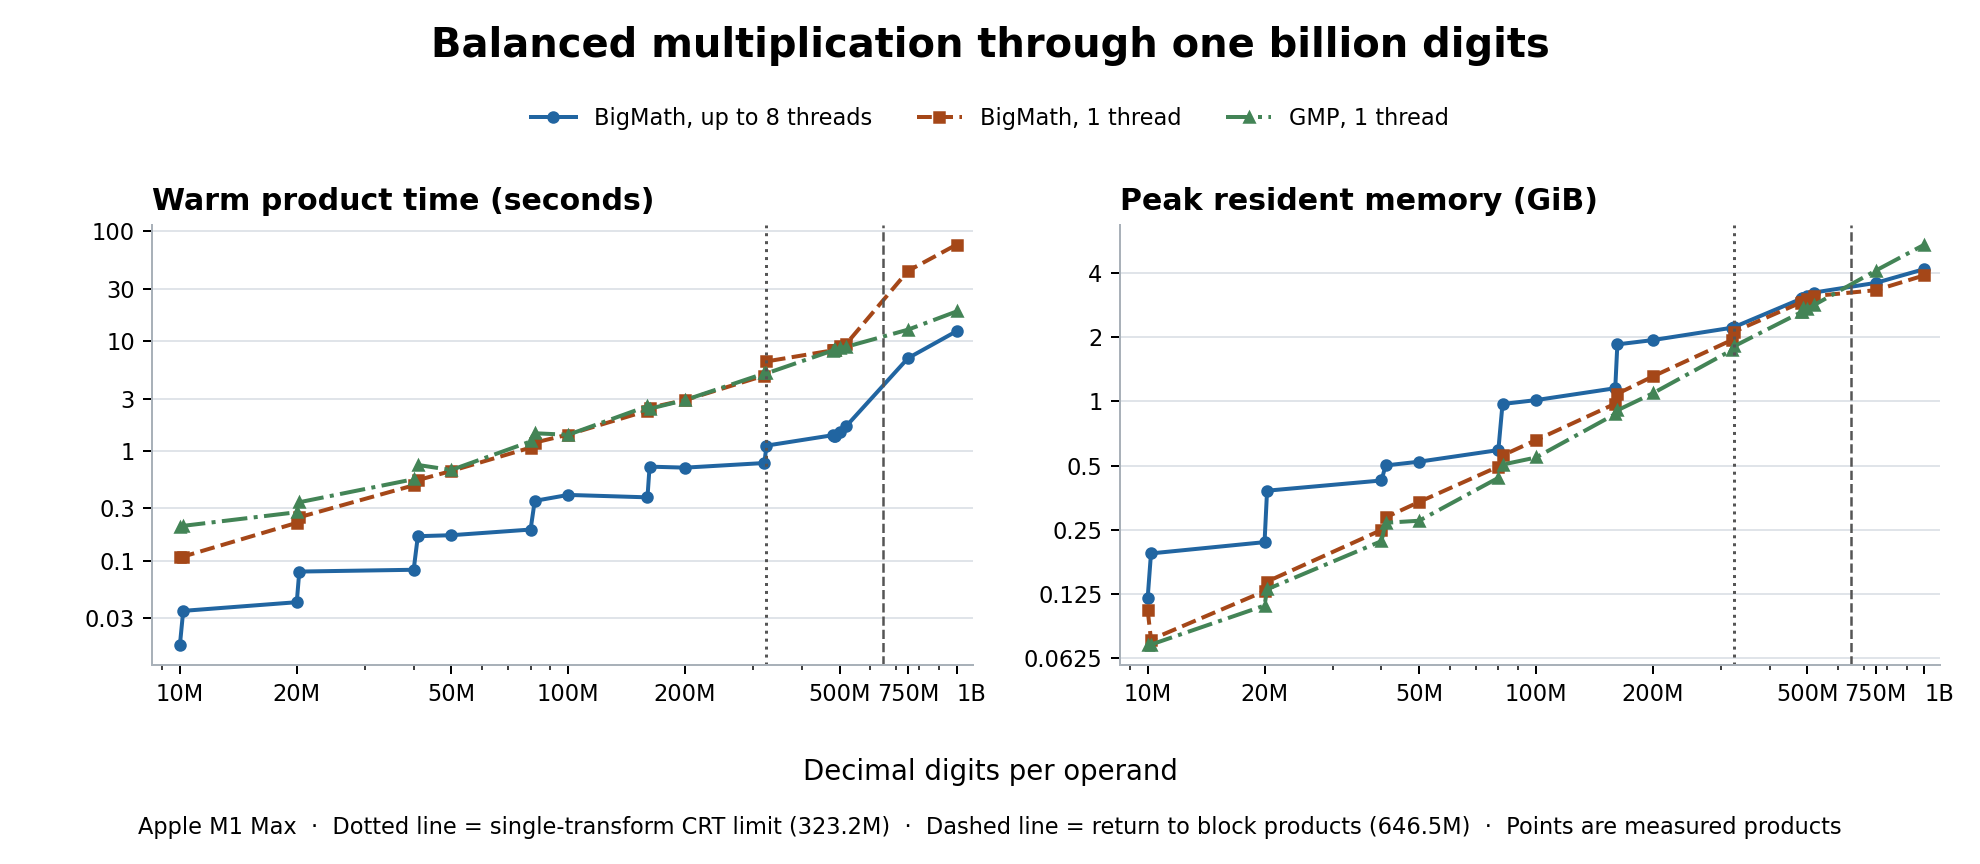 Balanced multiplication through one billion digits
BigMath, up to 8 threads
BigMath, 1 thread
GMP, 1 thread
Warm product time (seconds)
100
30
10
3
1
0.3
0.1
0.03
10M 20M 50M 100M 200M 500M 750M 1B
Peak resident memory (GiB)
4
2
1
0.5
0.25
0.125
0.0625
10M 20M 50M 100M 200M 500M 750M 1B
Decimal digits per operand
Apple M1 Max · Dotted line = single-transform CRT limit (323.2M) · Dashed line = return to block products (646.5M) · Points are measured products